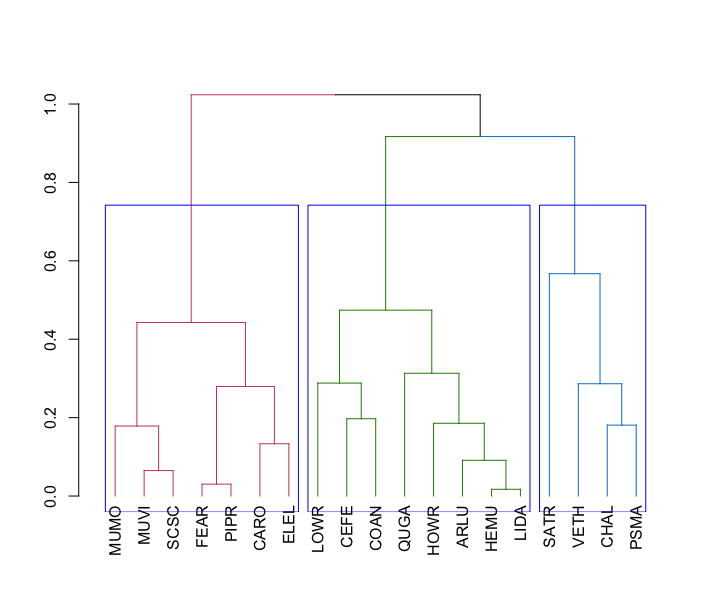 1.0
0.8
0.6
0.4
0.2
0.0
MUMO
MUVI
SCSC
FEAR
PIPR
CARO
ELEL
LOWR
CEFE
COAN
QUGA
HOWR
ARLU
HEMU
LIDA
SATR
VETH
CHAL
PSMA